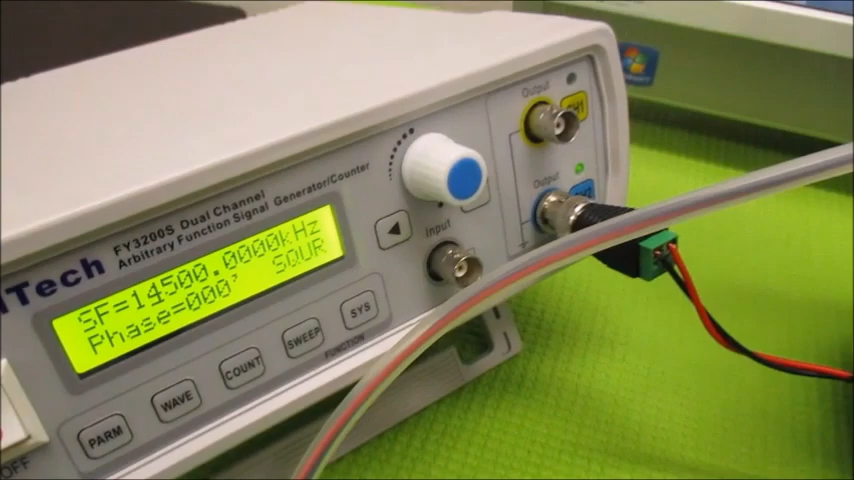 FY3200S Dual Channel
Arbitrary Function Signal Generator/Counter
Tech
SF=14500.0000kHz
Phase=000° SQUR
PARM
WAVE
COUNT
SWEEP
SYS
FUNCTION
OFF
Input
Output
CH1
Output